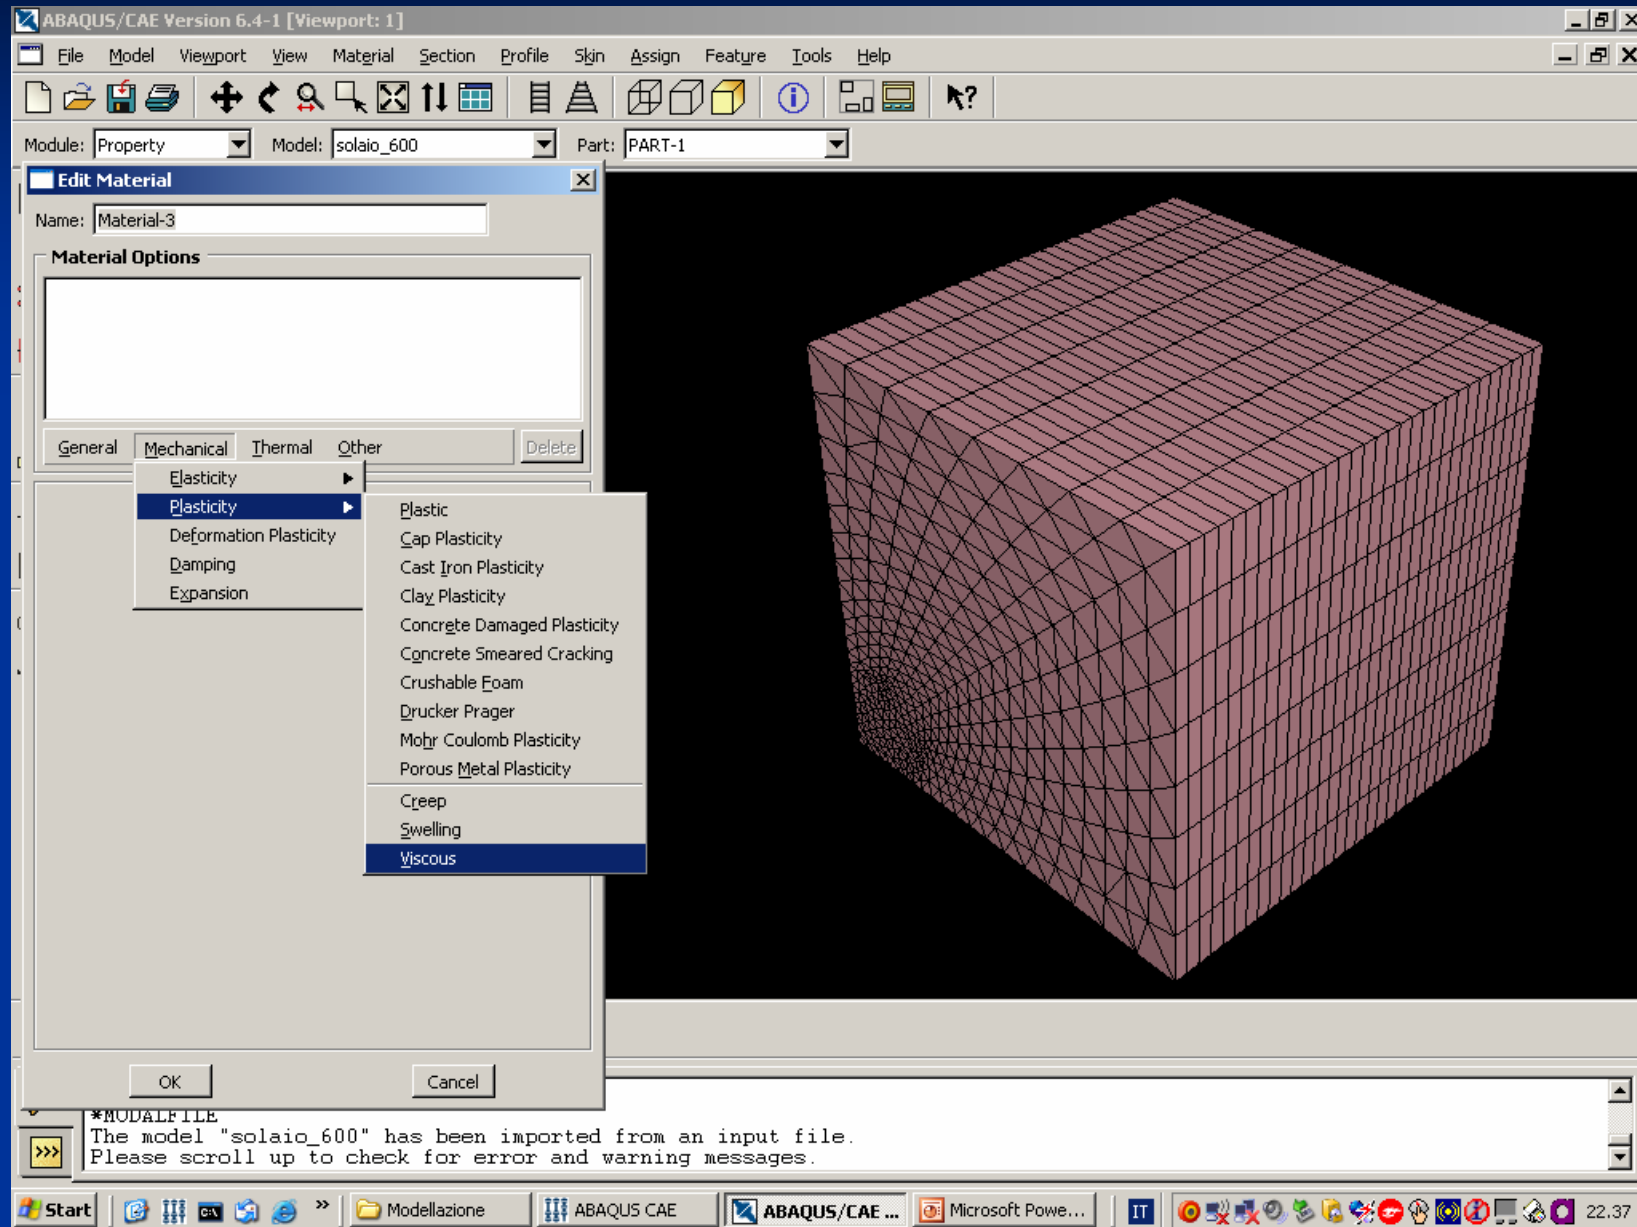 ABAQUS/CAE Version 6.4-1 [Viewport: 1]
File Model Viewport View Material Section Profile Skin Assign Feature Tools Help
Module: Property Model: solaio_600 Part: PART-1
Edit Material
Name: Material-3
Material Options
General Mechanical Thermal Other Delete
Elasticity
Plasticity
Deformation Plasticity
Damping
Expansion
Plastic
Cap Plasticity
Cast Iron Plasticity
Clay Plasticity
Concrete Damaged Plasticity
Concrete Smeared Cracking
Crushable Foam
Drucker Prager
Mohr Coulomb Plasticity
Porous Metal Plasticity
Creep
Swelling
Viscous
OK Cancel
*MODALFILE
The model "solaio_600" has been imported from an input file.
Please scroll up to check for error and warning messages.
Start » Modellazione ABAQUS CAE ABAQUS/CAE ... Microsoft Powe... IT 22.37